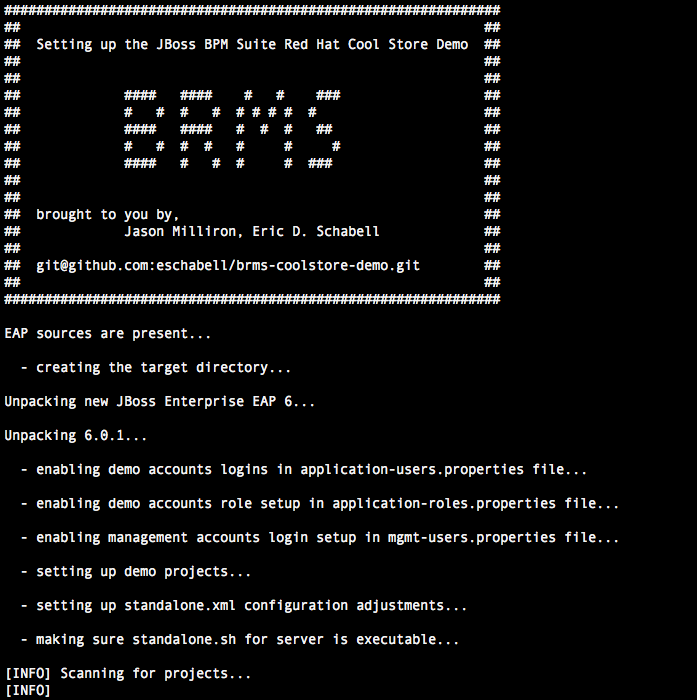 ##############################################################
##                                                          ##
##  Setting up the JBoss BPM Suite Red Hat Cool Store Demo  ##
##                                                          ##
##                                                          ##
##             ####   ####    #   #    ###                  ##
##             #   #  #   #  # # # #  #                     ##
##             ####   ####   #  #  #   ##                   ##
##             #   #  #  #   #     #     #                  ##
##             ####   #   #  #     #  ###                   ##
##                                                          ##
##                                                          ##
##  brought to you by,                                      ##
##             Jason Milliron, Eric D. Schabell             ##
##                                                          ##
##  git@github.com:eschabell/brms-coolstore-demo.git        ##
##                                                          ##
##############################################################
EAP sources are present...
  - creating the target directory...
Unpacking new JBoss Enterprise EAP 6...
Unpacking 6.0.1...
  - enabling demo accounts logins in application-users.properties file...
  - enabling demo accounts role setup in application-roles.properties file...
  - enabling management accounts login setup in mgmt-users.properties file...
  - setting up demo projects...
  - setting up standalone.xml configuration adjustments...
  - making sure standalone.sh for server is executable...
[INFO] Scanning for projects...
[INFO]